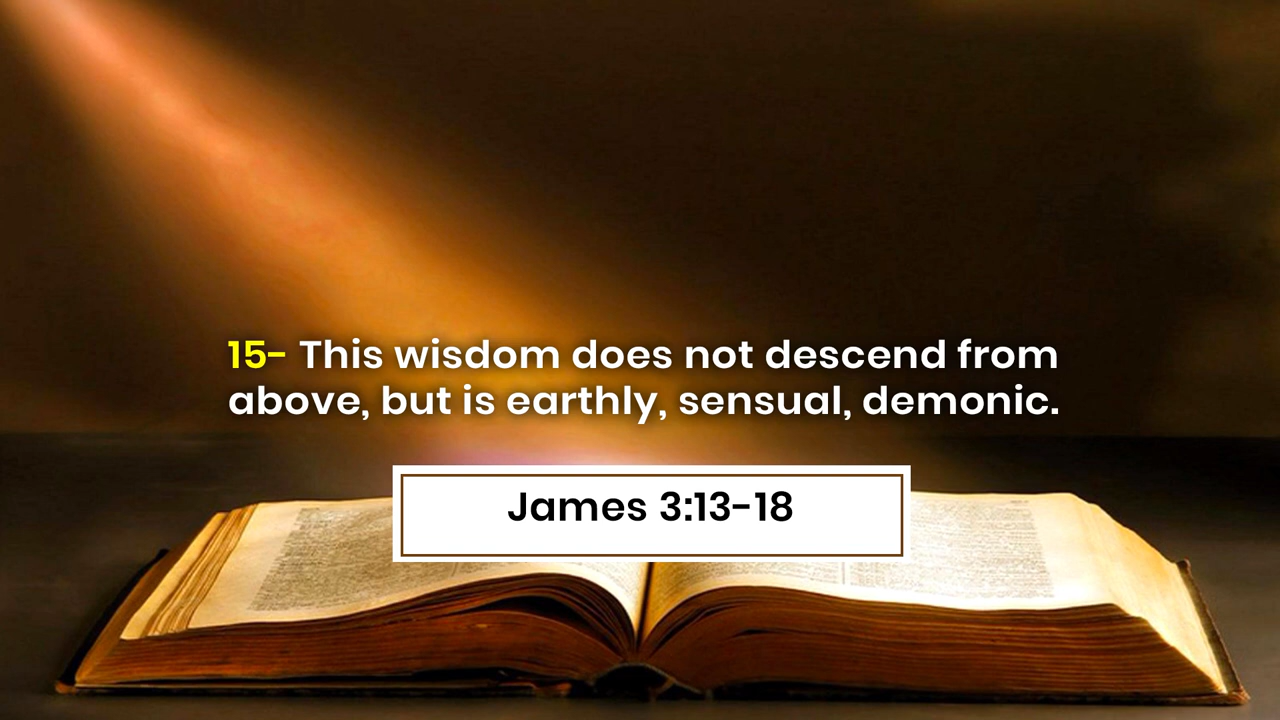 15- This wisdom does not descend from
above, but is earthly, sensual, demonic.
James 3:13-18